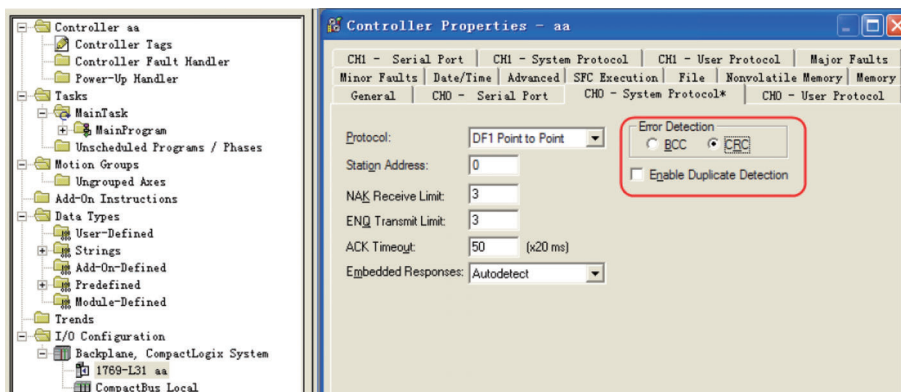 Controller aa
Controller Tags
Controller Fault Handler
Power-Up Handler
Tasks
MainTask
MainProgram
Unscheduled Programs / Phases
Motion Groups
Ungrouped Axes
Add-On Instructions
Data Types
User-Defined
Strings
Add-On-Defined
Predefined
Module-Defined
Trends
I/O Configuration
Backplane, CompactLogix System
1769-L31 aa
CompactBus Local
Controller Properties - aa
CH1 - Serial Port CH1 - System Protocol CH1 - User Protocol Major Faults
Minor Faults Date/Time Advanced SFC Execution File Nonvolatile Memory Memory
General CH0 - Serial Port CH0 - System Protocol* CH0 - User Protocol
Protocol: DF1 Point to Point
Station Address: 0
NAK Receive Limit: 3
ENQ Transmit Limit: 3
ACK Timeout: 50 (x20 ms)
Embedded Responses: Autodetect
Error Detection
BCC CRC
Enable Duplicate Detection